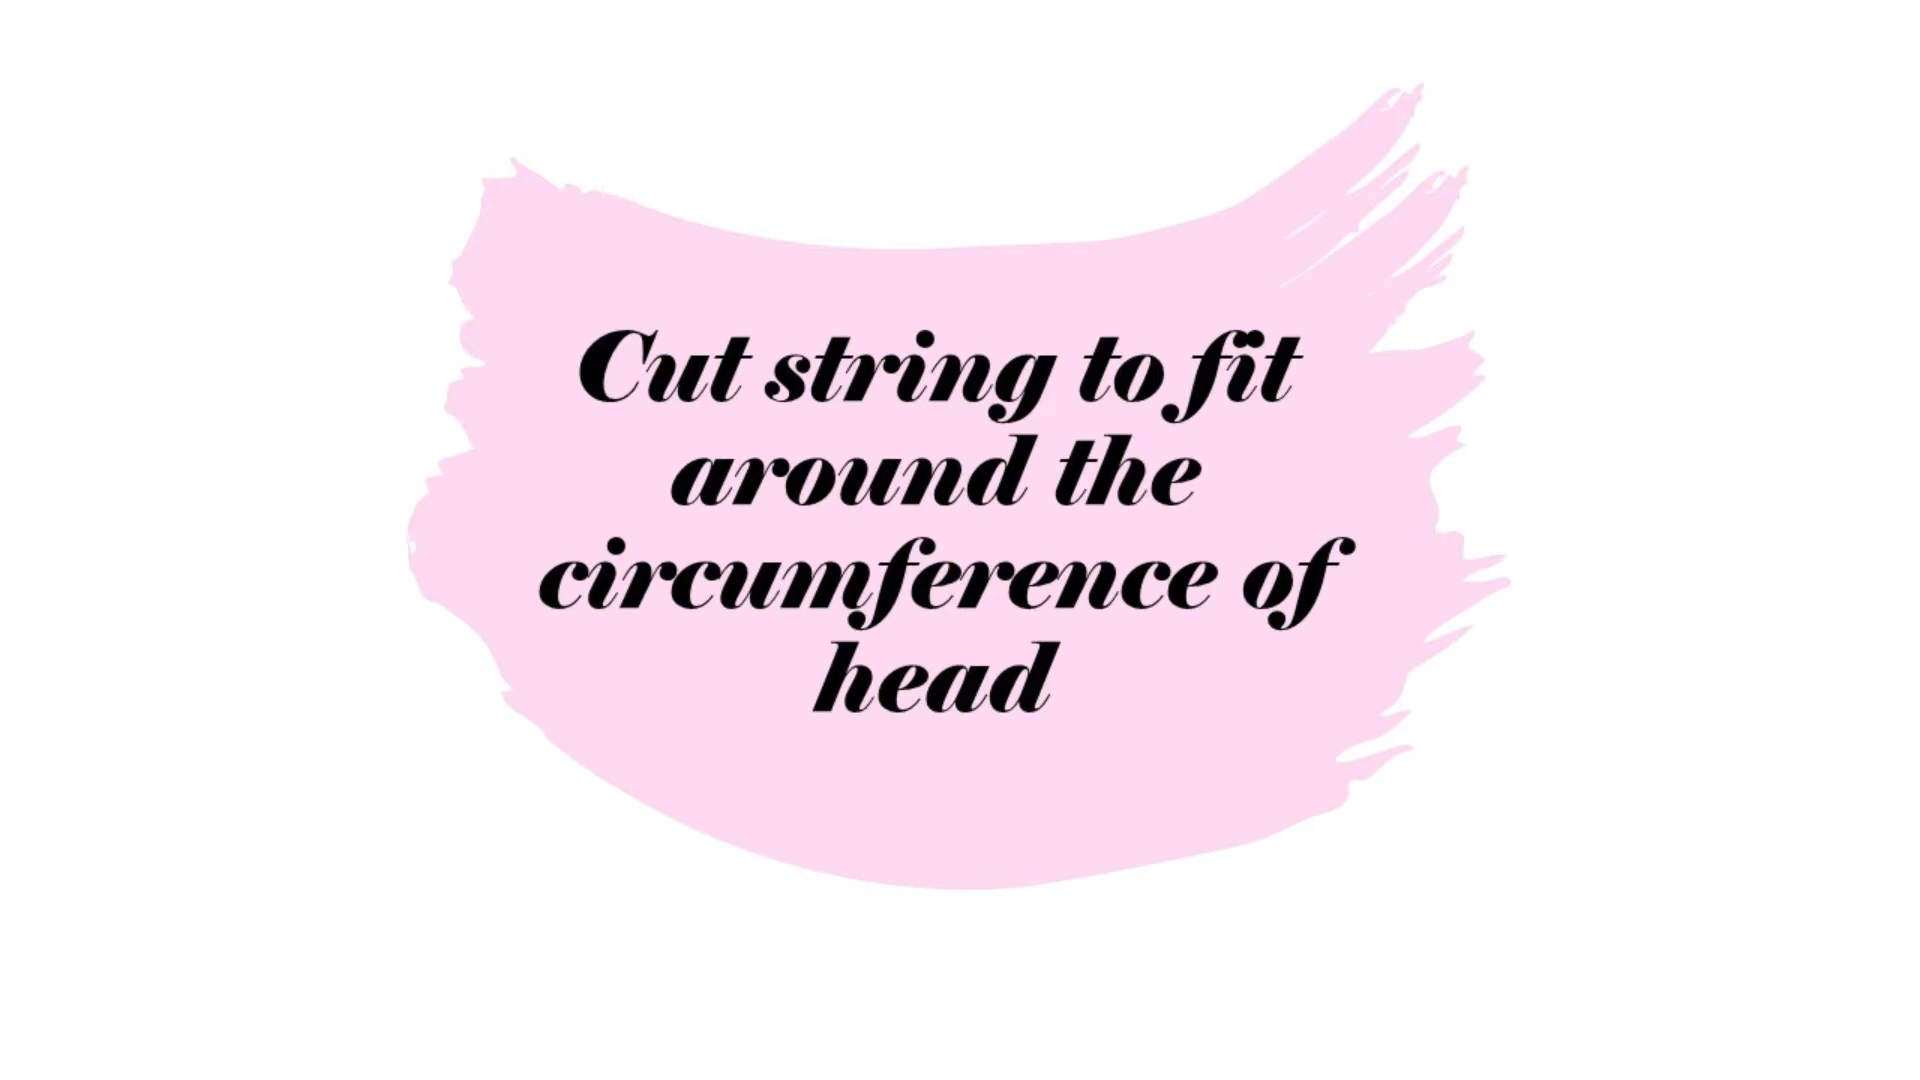 Cut string to fit
around the
circumference of
head